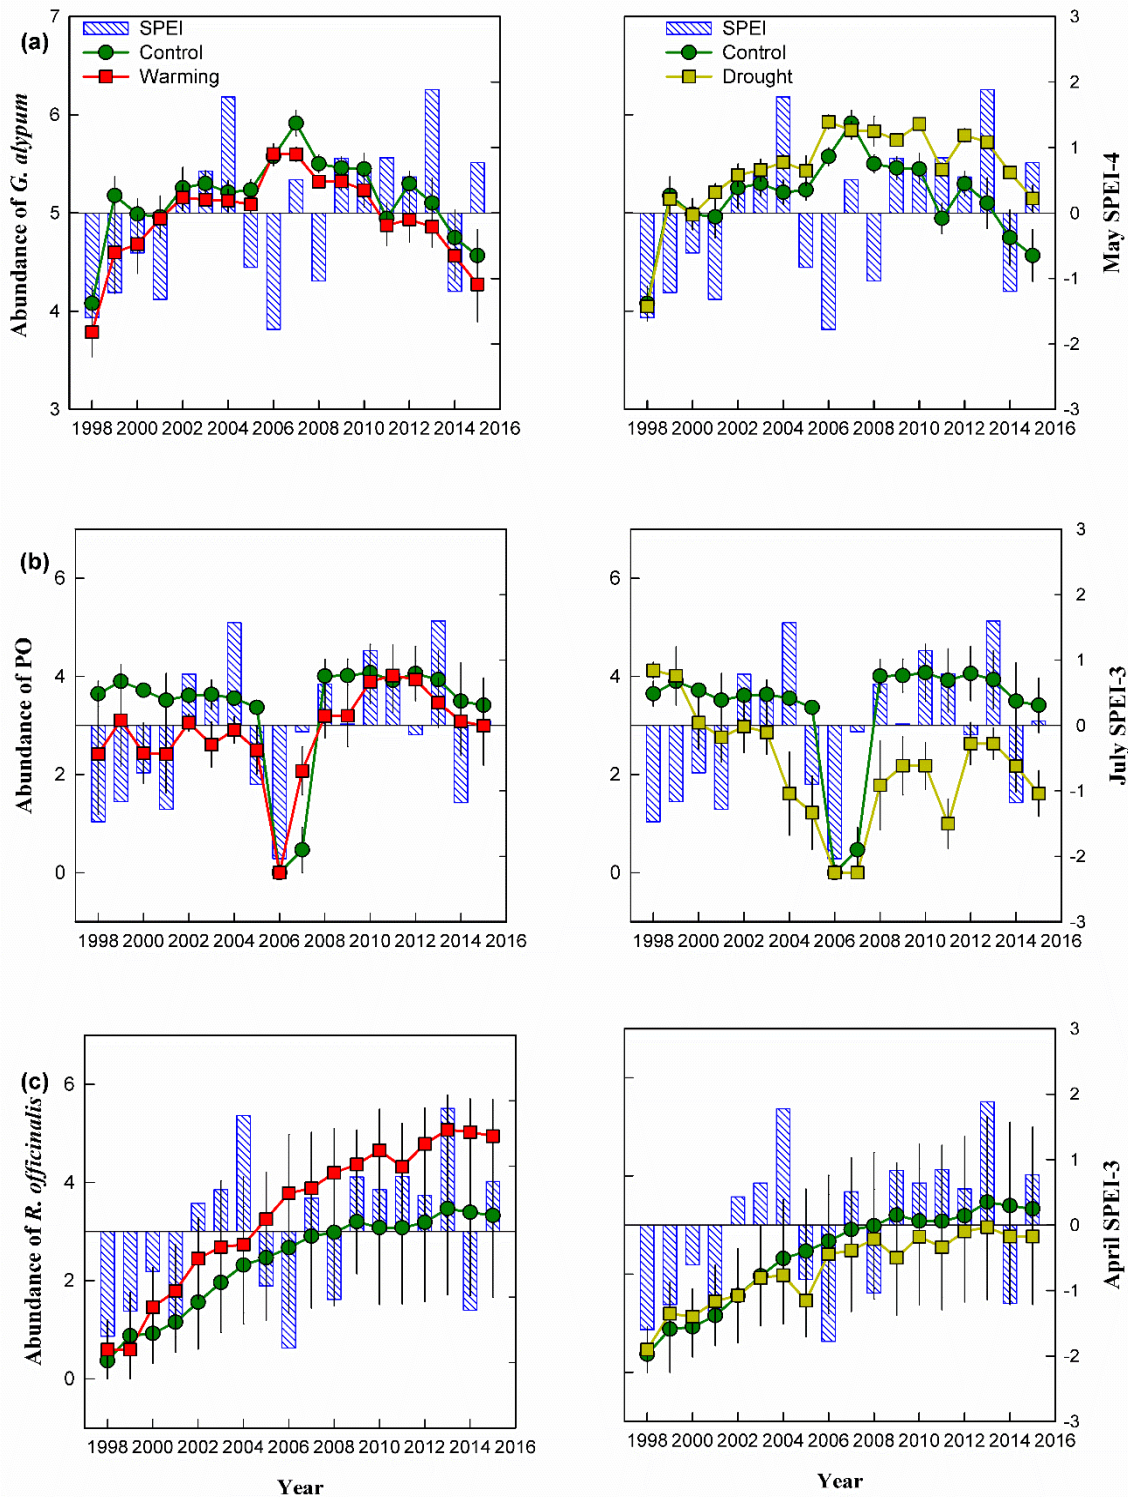 (a)
Abundance of G. alypum
7
6
5
4
3
SPEI
Control
Warming
1998 2000 2002 2004 2006 2008 2010 2012 2014 2016
SPEI
Control
Drought
3
2
1
0
-1
-2
-3
May SPEI-4
1998 2000 2002 2004 2006 2008 2010 2012 2014 2016
(b)
Abundance of PO
6
4
2
0
1998 2000 2002 2004 2006 2008 2010 2012 2014 2016
6
4
2
0
3
2
1
0
-1
-2
-3
July SPEI-3
1998 2000 2002 2004 2006 2008 2010 2012 2014 2016
(c)
Abundance of R. officinalis
6
4
2
0
1998 2000 2002 2004 2006 2008 2010 2012 2014 2016
Year
3
2
1
0
-1
-2
-3
April SPEI-3
1998 2000 2002 2004 2006 2008 2010 2012 2014 2016
Year